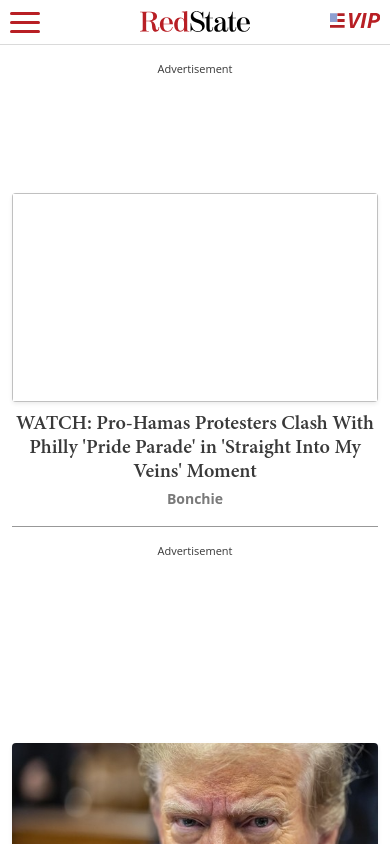 RedState
VIP
Advertisement
WATCH: Pro-Hamas Protesters Clash With
Philly 'Pride Parade' in 'Straight Into My
Veins' Moment
Bonchie
Advertisement